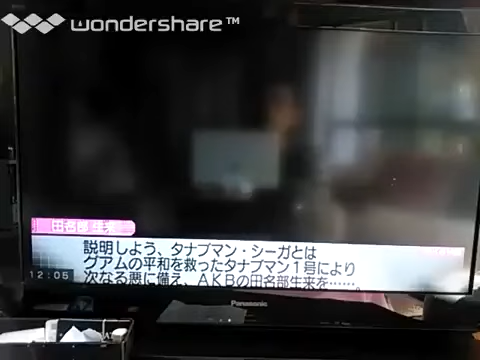 wondershare™
田名部 生来
説明しよう、タナブマン・シーガとは
グアムの平和を救ったタナブマン１号により
12:05
次なる悪に備え、ＡＫＢの田名部生来を……。
Panasonic